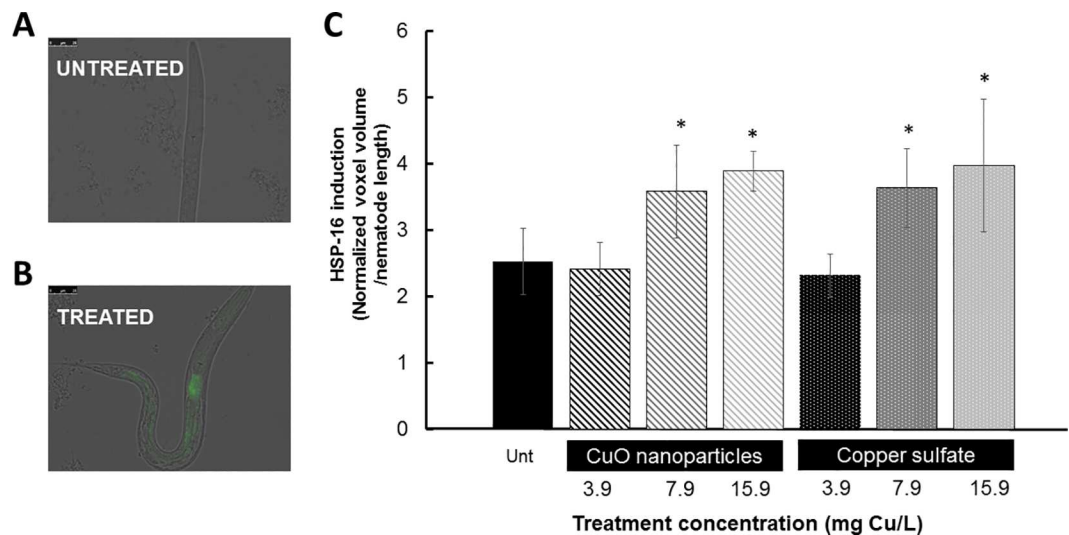 A
UNTREATED
B
TREATED
C
HSP-16 induction
(Normalized voxel volume
/nematode length)
6
5
4
3
2
1
0
*
*
*
*
Unt
CuO nanoparticles
Copper sulfate
3.9
7.9
15.9
3.9
7.9
15.9
Treatment concentration (mg Cu/L)